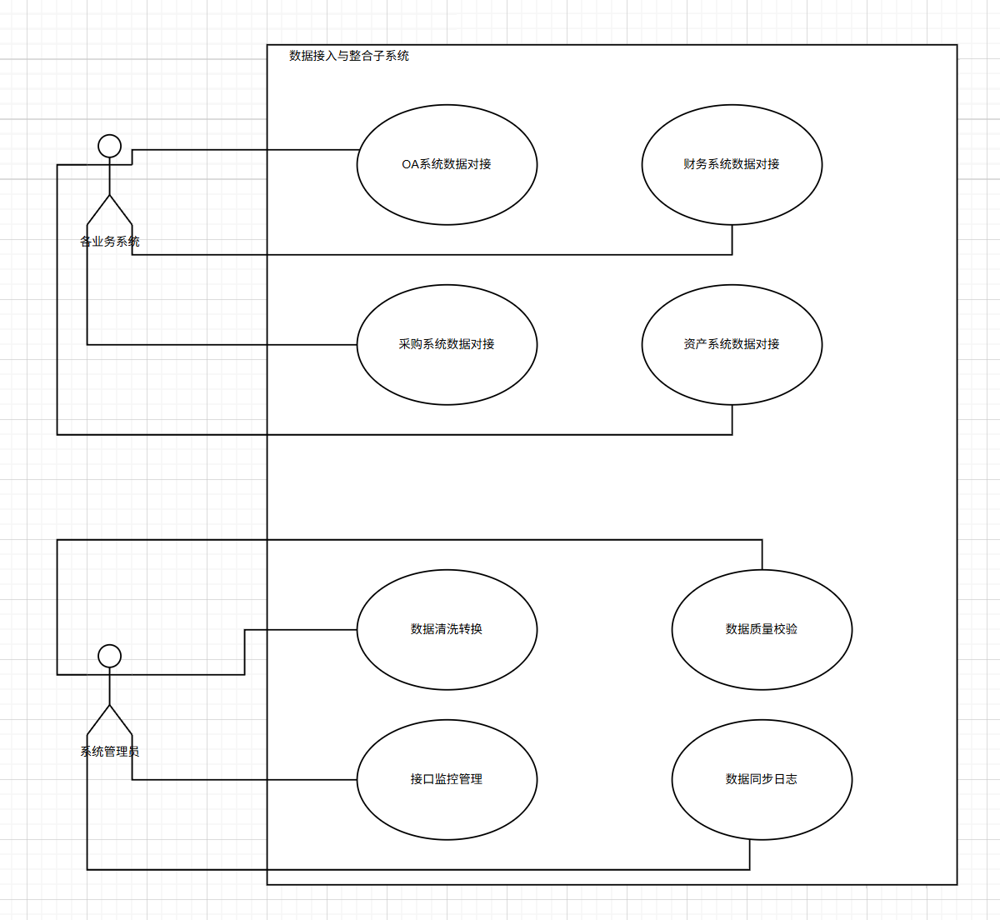 数据接入与整合子系统
OA系统数据对接
财务系统数据对接
各业务系统
采购系统数据对接
资产系统数据对接
数据清洗转换
数据质量校验
系统管理员
接口监控管理
数据同步日志